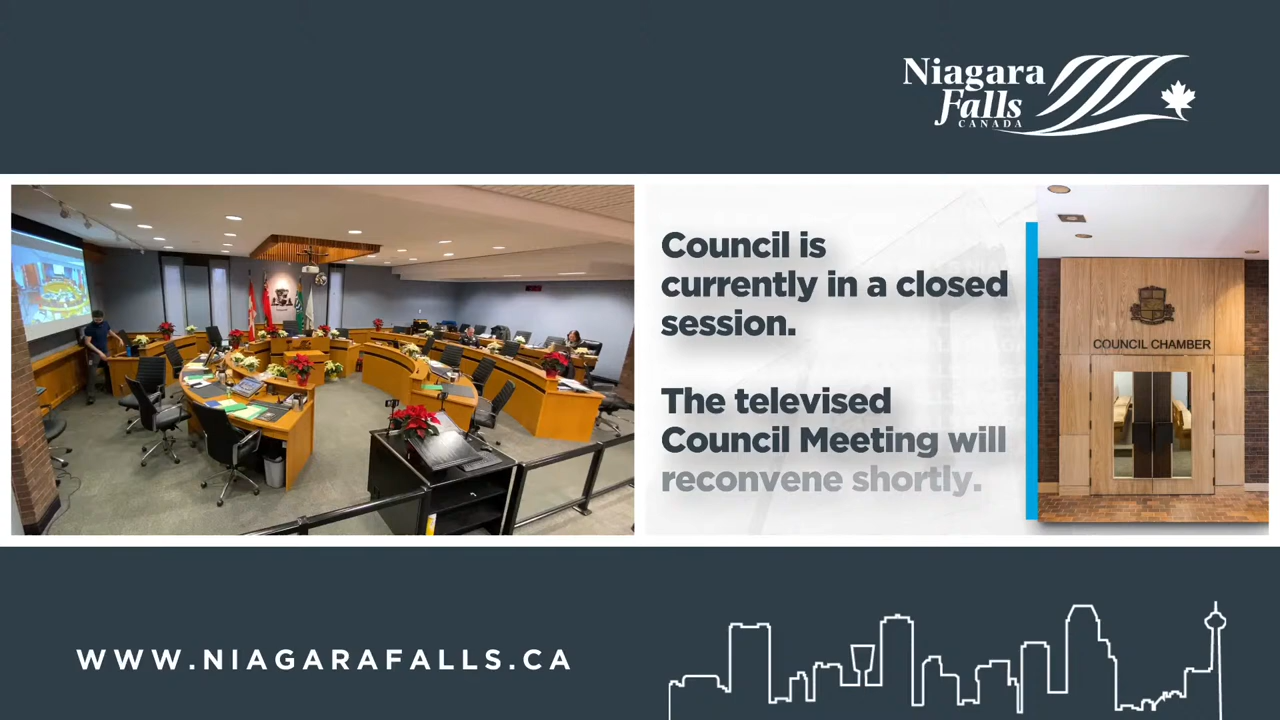 Niagara
Falls
CANADA
Council is
currently in a closed
session.
The televised
Council Meeting will
reconvene shortly.
COUNCIL CHAMBER
WWW.NIAGARAFALLS.CA